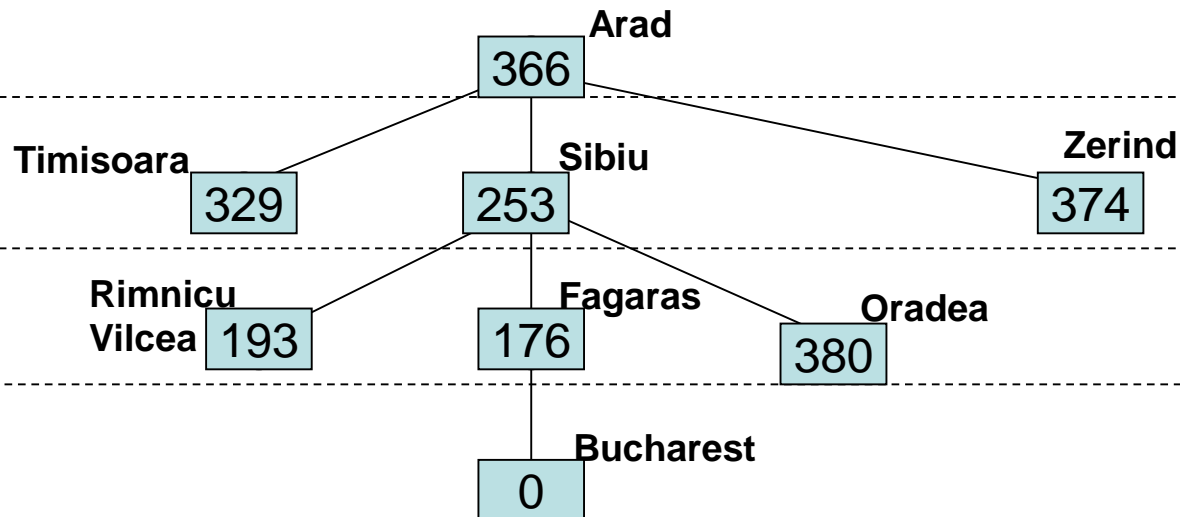 Arad
366
Timisoara
Sibiu
Zerind
329
253
374
Rimnicu
Vilcea
Fagaras
Oradea
193
176
380
Bucharest
0